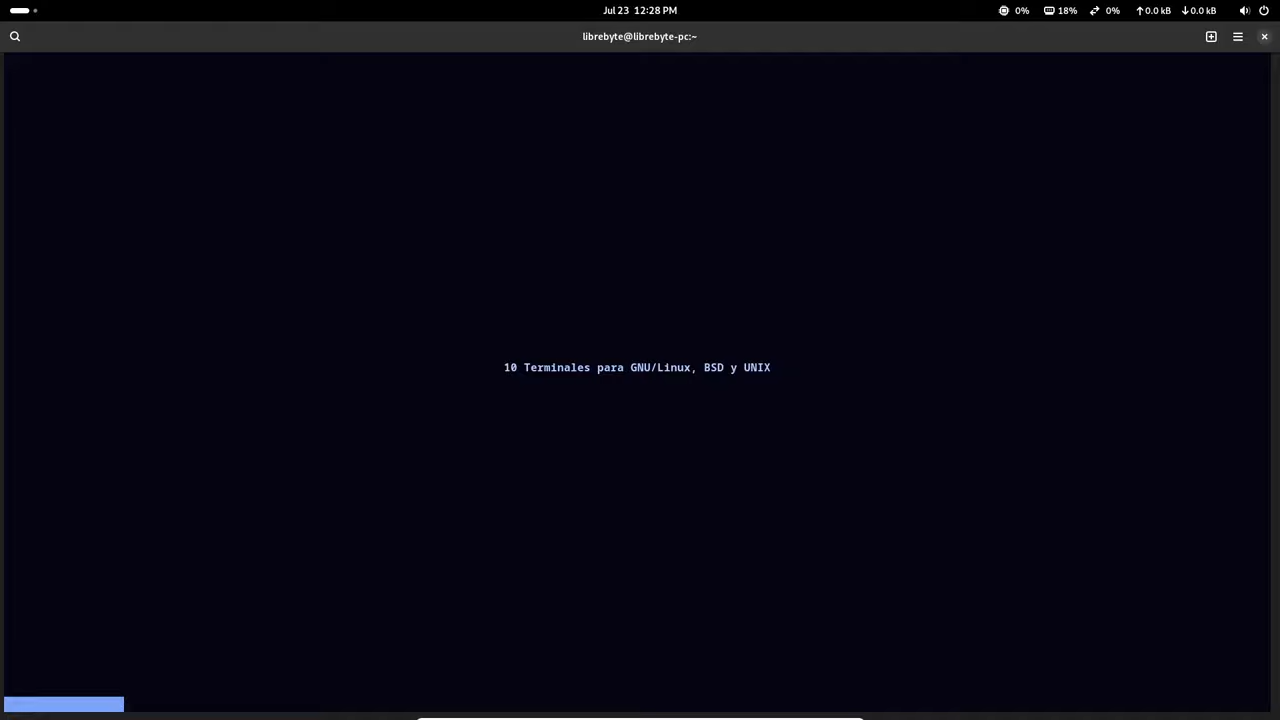 Jul 23 12:28 PM
0%
18%
0%
0.0 kB
0.0 kB
librebyte@librebyte-pc:~
10 Terminales para GNU/Linux, BSD y UNIX